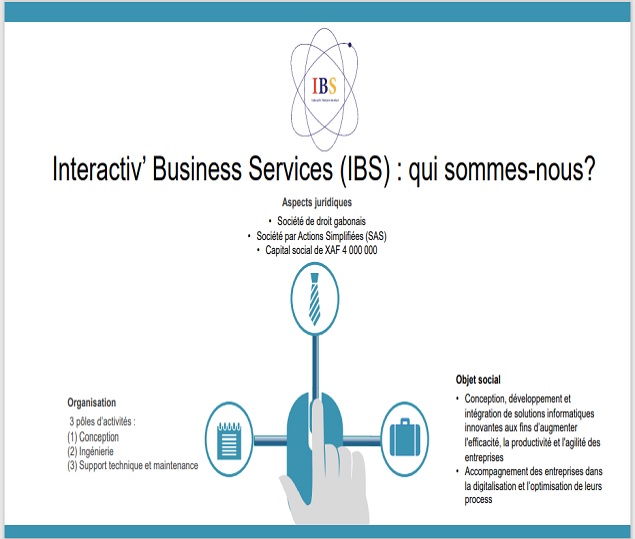 IBS
Interactiv' Business Services (IBS) : qui sommes-nous?
Aspects juridiques
• Société de droit gabonais
• Société par Actions Simplifiées (SAS)
• Capital social de XAF 4 000 000
Organisation
3 pôles d'activités :
(1) Conception
(2) Ingénierie
(3) Support technique et maintenance
Objet social
• Conception, développement et
intégration de solutions informatiques
innovantes aux fins d'augmenter
l'efficacité, la productivité et l'agilité des
entreprises
• Accompagnement des entreprises dans
la digitalisation et l'optimisation de leurs
process